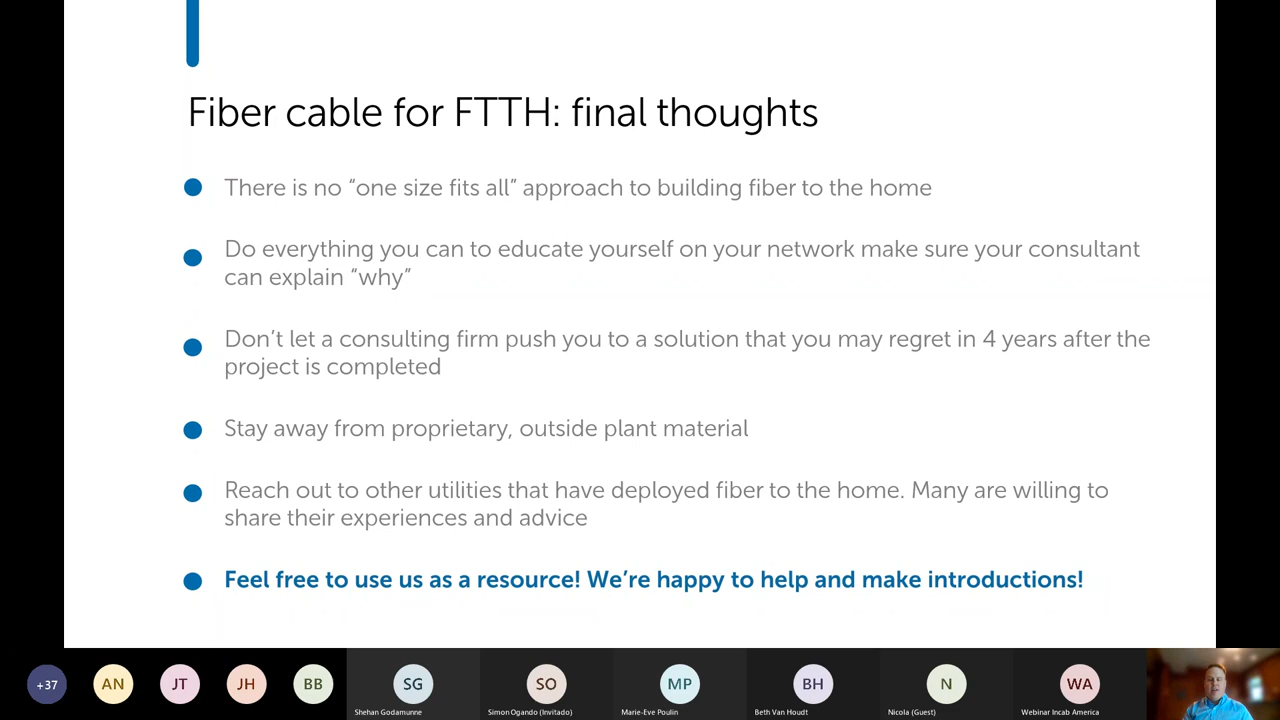 Fiber cable for FTTH: final thoughts
There is no “one size fits all” approach to building fiber to the home
Do everything you can to educate yourself on your network make sure your consultant
can explain “why”
Don’t let a consulting firm push you to a solution that you may regret in 4 years after the
project is completed
Stay away from proprietary, outside plant material
Reach out to other utilities that have deployed fiber to the home. Many are willing to
share their experiences and advice
Feel free to use us as a resource! We’re happy to help and make introductions!
+37 AN JT JH BB SG SO MP BH N WA
Shehan Godamunne Simon Ogando (Invitado) Marie-Eve Poulin Beth Van Houdt Nicola (Guest) Webinar Incab America